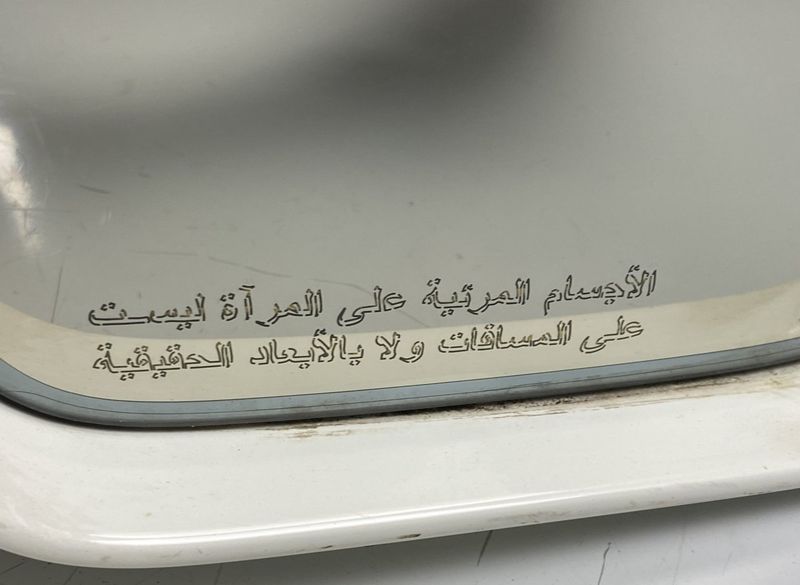 الأجسام المرئية على المرآة ليست
على المسافات ولا بالأبعاد الحقيقية